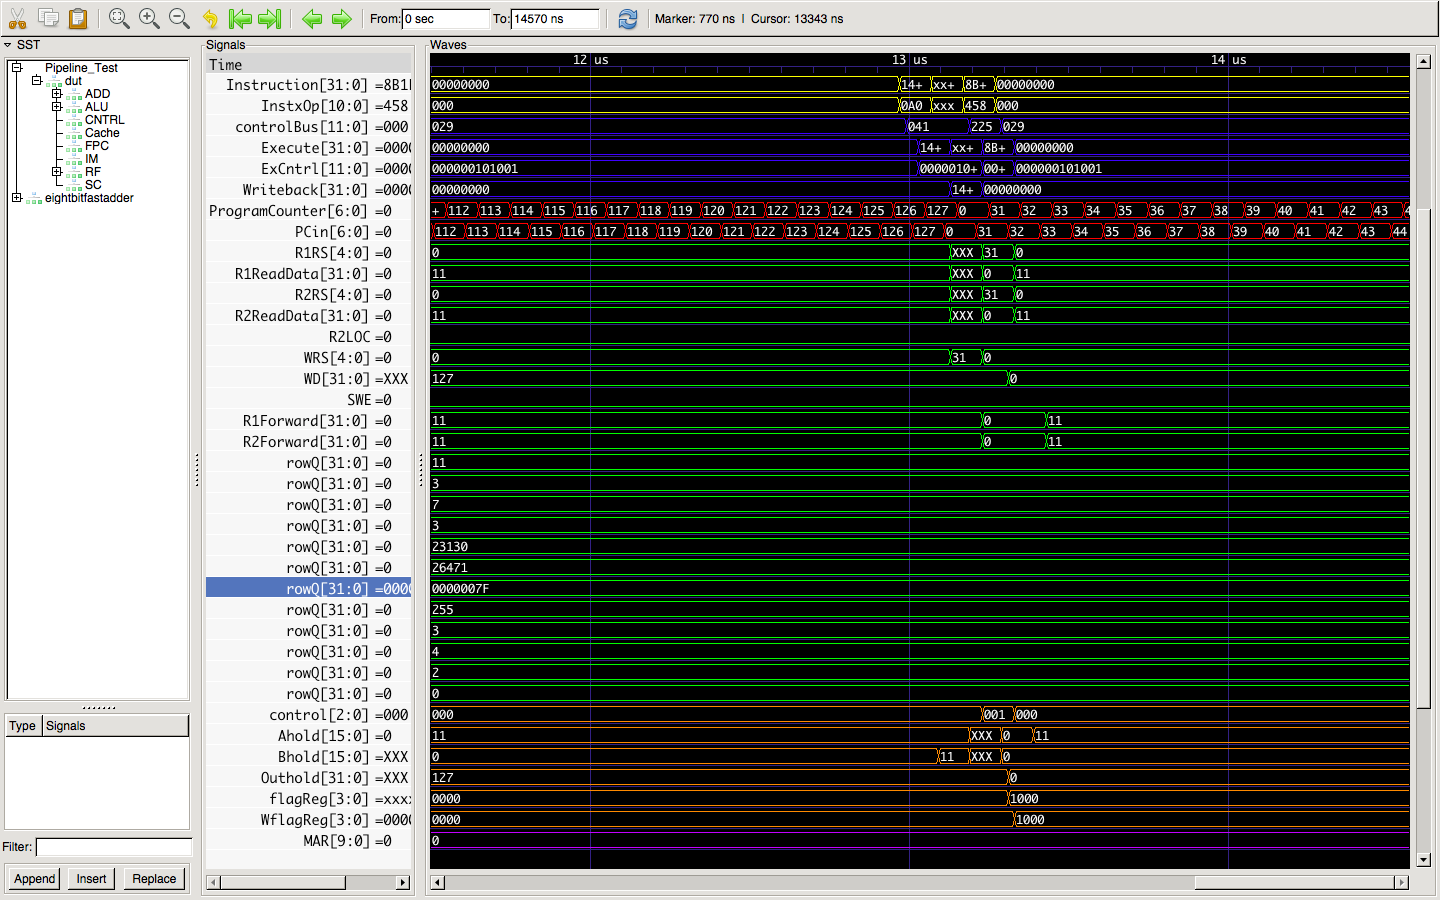 From: 0 sec To: 14570 ns Marker: 770 ns | Cursor: 13343 ns
SST
Pipeline_Test
dut
ADD
ALU
CNTRL
Cache
FPC
IM
RF
SC
eightbitfastadder
Type Signals
Filter:
Append Insert Replace
Signals
Time
Instruction[31:0] =8B1
InstxOp[10:0] =458
controlBus[11:0] =000
Execute[31:0] =0000
ExCntrl[11:0] =0000
Writeback[31:0] =0000
ProgramCounter[6:0] =0
PCin[6:0] =0
R1RS[4:0] =0
R1ReadData[31:0] =0
R2RS[4:0] =0
R2ReadData[31:0] =0
R2LOC =0
WRS[4:0] =0
WD[31:0] =XXX
SWE =0
R1Forward[31:0] =0
R2Forward[31:0] =0
rowQ[31:0] =0
rowQ[31:0] =0
rowQ[31:0] =0
rowQ[31:0] =0
rowQ[31:0] =0
rowQ[31:0] =0
rowQ[31:0] =0000
rowQ[31:0] =0
rowQ[31:0] =0
rowQ[31:0] =0
rowQ[31:0] =0
rowQ[31:0] =0
control[2:0] =000
Ahold[15:0] =0
Bhold[15:0] =XXX
Outhold[31:0] =XXX
flagReg[3:0] =xxxx
WflagReg[3:0] =0000
MAR[9:0] =0
Waves
12 us 13 us 14 us
00000000 14+ xx+ 8B+ 00000000
000 0A0 xxx 458 000
029 041 225 029
00000000 14+ xx+ 8B+ 00000000
000000101001 0000010+ 00+ 000000101001
00000000 14+ 00000000
+ 112 113 114 115 116 117 118 119 120 121 122 123 124 125 126 127 0 31 32 33 34 35 36 37 38 39 40 41 42 43 4
112 113 114 115 116 117 118 119 120 121 122 123 124 125 126 127 0 31 32 33 34 35 36 37 38 39 40 41 42 43 44
0 XXX 31 0
11 XXX 0 11
0 XXX 31 0
11 XXX 0 11
0 31 0
127 0
11 0 11
11 0 11
11
3
7
3
23130
26471
0000007F
255
3
4
2
0
000 001 000
11 XXX 0 11
0 11 XXX 0
127 0
0000 1000
0000 1000
0